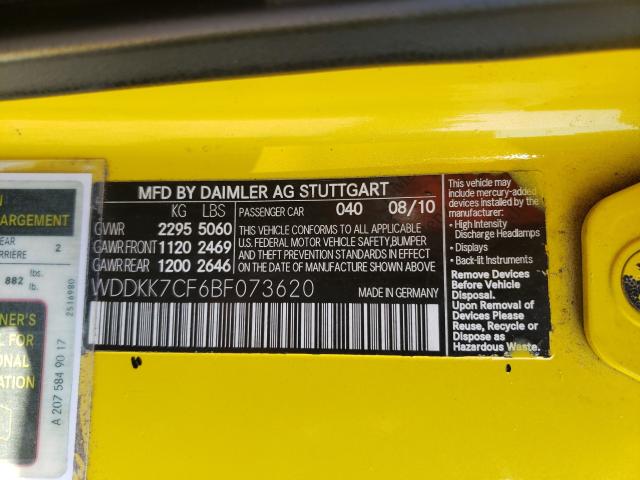 MFD BY DAIMLER AG STUTTGART
KG LBS
PASSENGER CAR 040 08/10
GVWR 2295 5060
GAWR FRONT 1120 2469
GAWR REAR 1200 2646
THIS VEHICLE CONFORMS TO ALL APPLICABLE
U.S. FEDERAL MOTOR VEHICLE SAFETY, BUMPER
AND THEFT PREVENTION STANDARDS IN EFFECT
ON THE DATE OF MANUFACTURE SHOWN ABOVE.
WDDKK7CF6BF073620
MADE IN GERMANY
This vehicle may
include mercury-added
devices installed by the
manufacturer:
• High Intensity
Discharge Headlamps
• Displays
• Back-lit Instruments
Remove Devices
Before Vehicle
Disposal.
Upon Removal of
Devices Please
Reuse, Recycle or
Dispose as
Hazardous Waste.
ARGEMENT
EAR
ARRIÈRE 2
882 lbs.
lbs.
NER'S
L FOR
ONAL
ATION
2516980
A 207 584 90 17